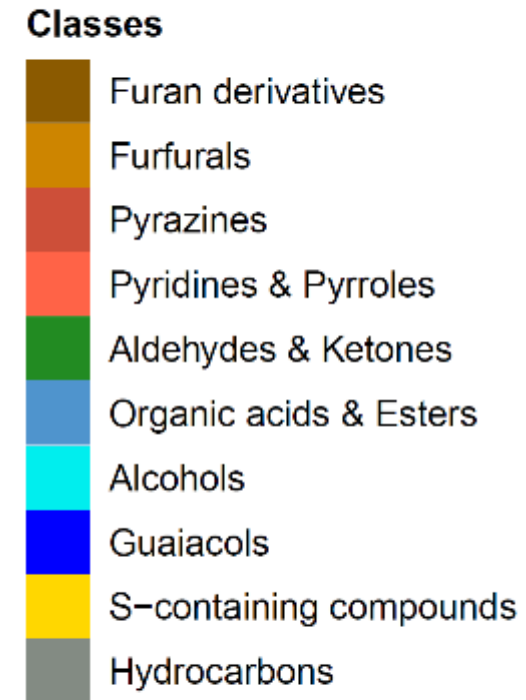 Classes
Furan derivatives
Furfurals
Pyrazines
Pyridines & Pyrroles
Aldehydes & Ketones
Organic acids & Esters
Alcohols
Guaiacols
S−containing compounds
Hydrocarbons